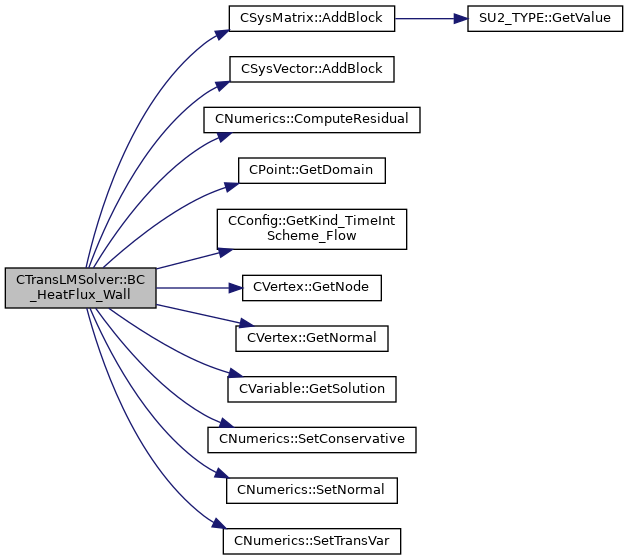 CTransLMSolver::BC
_HeatFlux_Wall
CSysMatrix::AddBlock
SU2_TYPE::GetValue
CSysVector::AddBlock
CNumerics::ComputeResidual
CPoint::GetDomain
CConfig::GetKind_TimeInt
Scheme_Flow
CVertex::GetNode
CVertex::GetNormal
CVariable::GetSolution
CNumerics::SetConservative
CNumerics::SetNormal
CNumerics::SetTransVar